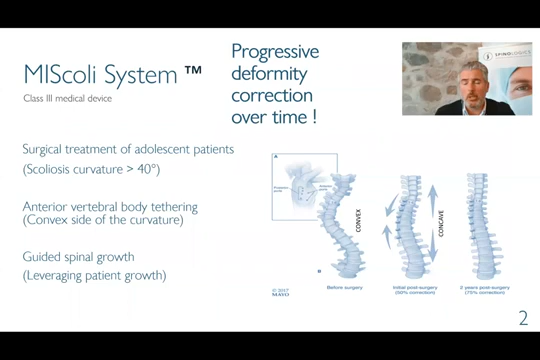 MIScoli System ™
Class III medical device
Progressive
deformity
correction
over time !
SPINOLOGICS
Surgical treatment of adolescent patients
(Scoliosis curvature > 40°)
Anterior vertebral body tethering
(Convex side of the curvature)
Guided spinal growth
(Leveraging patient growth)
A
B
CONVEX
CONCAVE
© 2017
MAYO
Before surgery
Initial post-surgery
(50% correction)
2 years post-surgery
(75% correction)
2